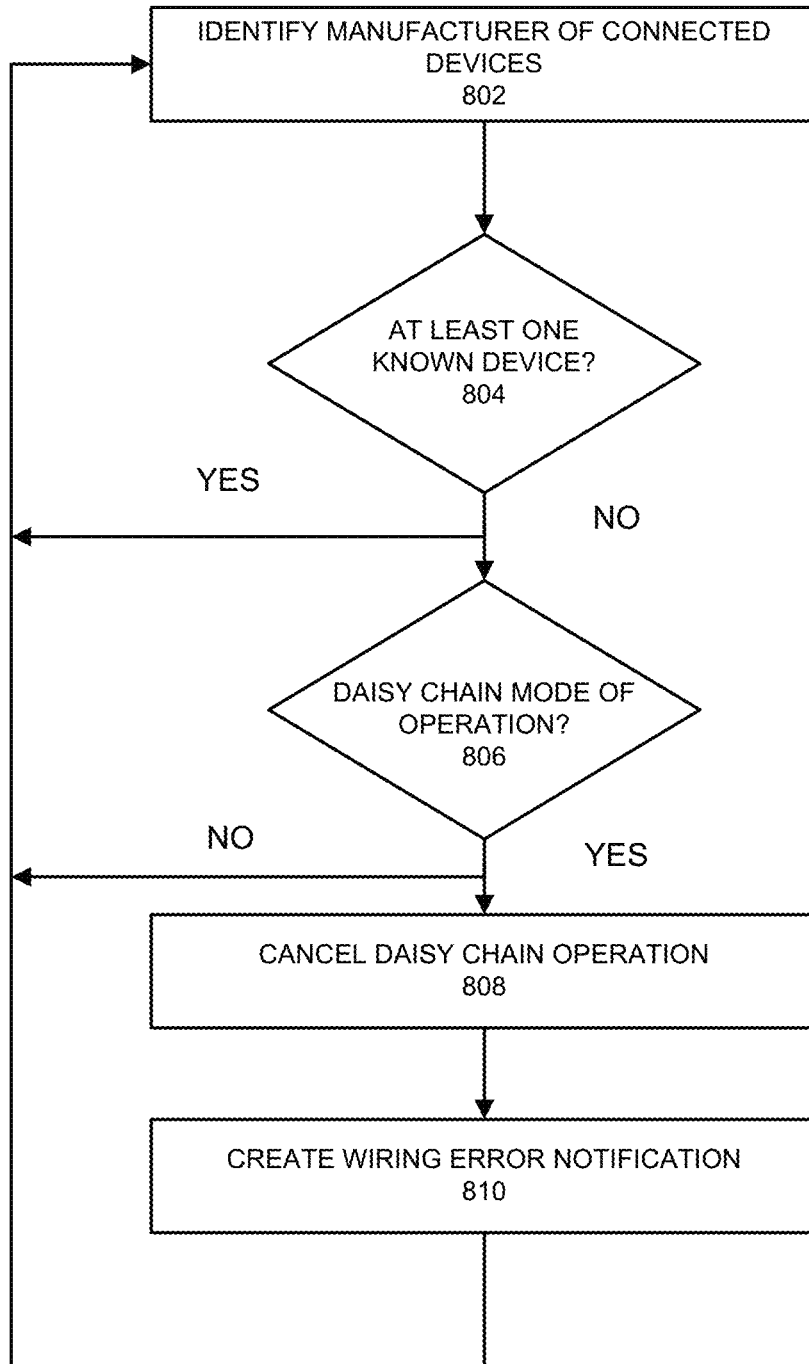 IDENTIFY MANUFACTURER OF CONNECTED
DEVICES
802
AT LEAST ONE
KNOWN DEVICE?
804
YES
NO
DAISY CHAIN MODE OF
OPERATION?
806
NO
YES
CANCEL DAISY CHAIN OPERATION
808
CREATE WIRING ERROR NOTIFICATION
810